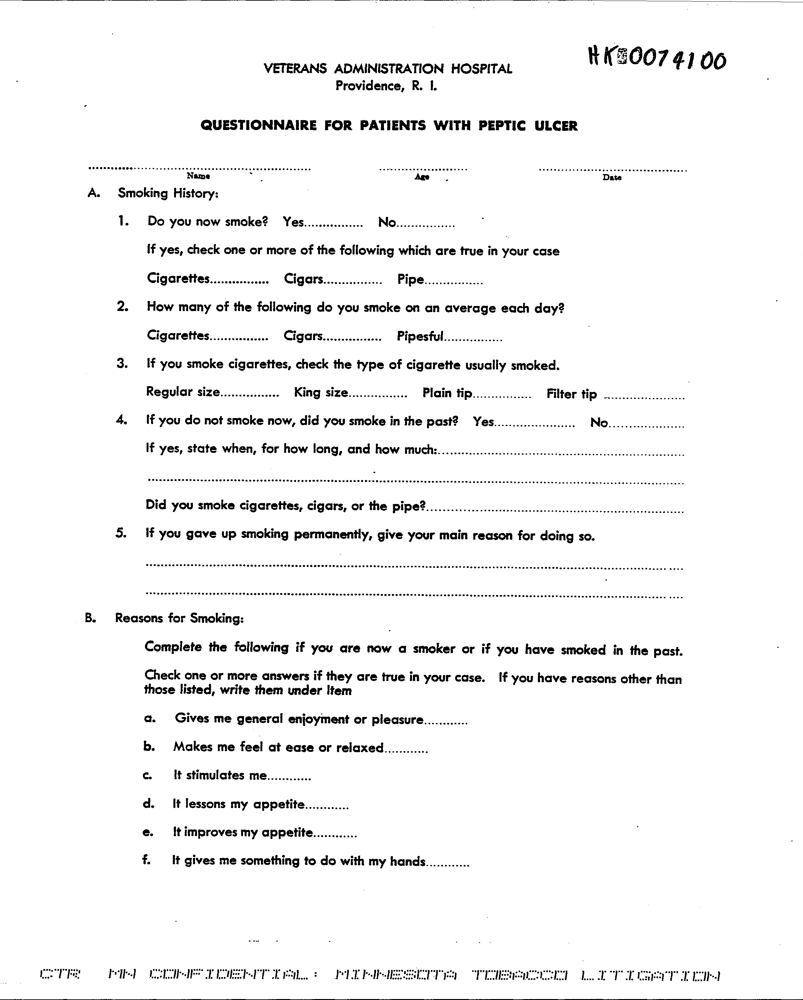 HK 0074100
VETERANS ADMINISTRATION HOSPITAL
Providence, R. I.
QUESTIONNAIRE FOR PATIENTS WITH PEPTIC ULCER
Name Age Date
A. Smoking History:
1. Do you now smoke? Yes................ No................
If yes, check one or more of the following which are true in your case
Cigarettes................ Cigars................ Pipe................
2. How many of the following do you smoke on an average each day?
Cigarettes................ Cigars................ Pipesful................
3. If you smoke cigarettes, check the type of cigarette usually smoked.
Regular size................ King size................ Plain tip................ Filter tip ......................
4. If you do not smoke now, did you smoke in the past? Yes...................... No.....................
If yes, state when, for how long, and how much:....................................................................
Did you smoke cigarettes, cigars, or the pipe?......................................................................
5. If you gave up smoking permanently, give your main reason for doing so.
B. Reasons for Smoking:
Complete the following if you are now a smoker or if you have smoked in the past.
Check one or more answers if they are true in your case. If you have reasons other than
those listed, write them under Item
a. Gives me general enjoyment or pleasure............
b. Makes me feel at ease or relaxed............
c. It stimulates me............
d. It lessons my appetite............
e. It improves my appetite............
f. It gives me something to do with my hands............
CTR MN CONFIDENTIAL: MINNESOTA TOBACCO LITIGATION